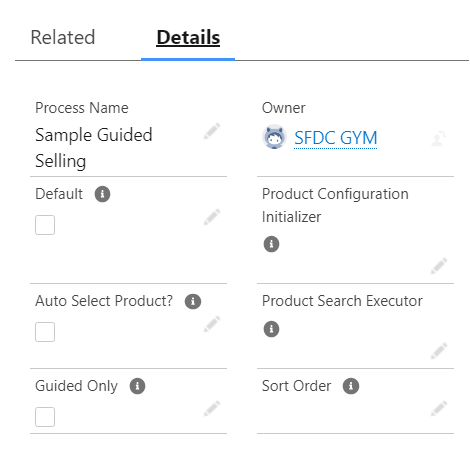 Related
Details
Process Name
Sample Guided
Selling
Owner
SFDC GYM
Default
Product Configuration
Initializer
Auto Select Product?
Product Search Executor
Guided Only
Sort Order